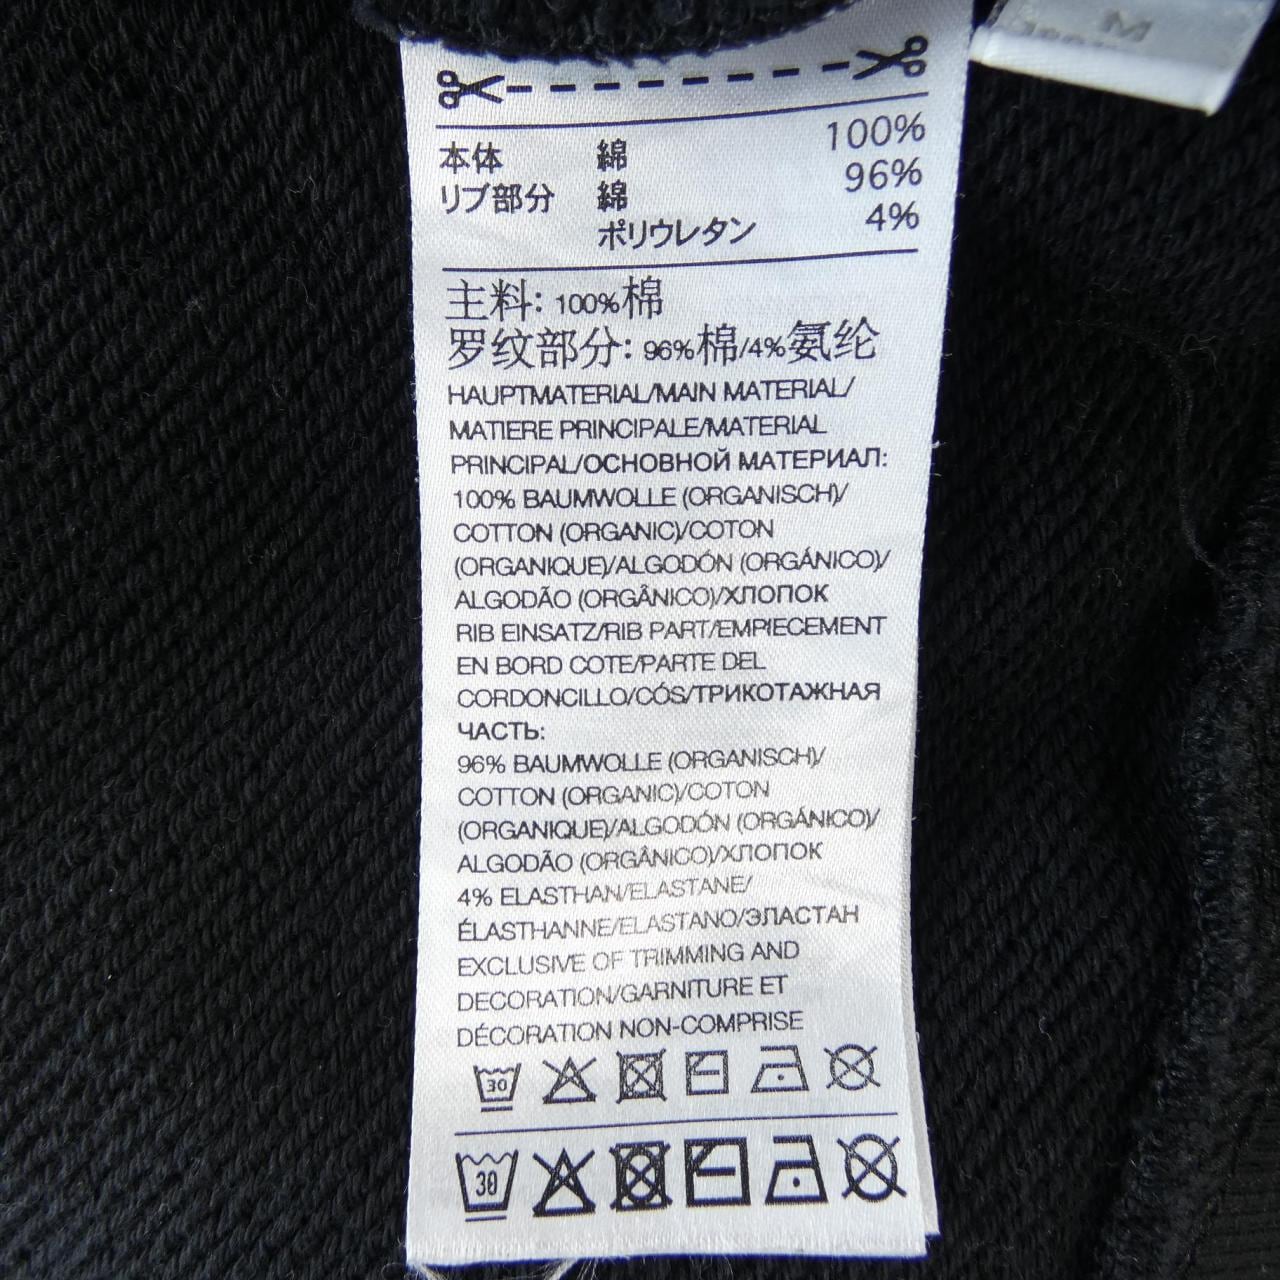 M
本体 綿 100%
リブ部分 綿 96%
ポリウレタン 4%
主料: 100%棉
罗纹部分: 96%棉/4%氨纶
HAUPTMATERIAL/MAIN MATERIAL/
MATIERE PRINCIPALE/MATERIAL
PRINCIPAL/ОСНОВНОЙ МАТЕРИАЛ:
100% BAUMWOLLE (ORGANISCH)/
COTTON (ORGANIC)/COTON
(ORGANIQUE)/ALGODÓN (ORGÁNICO)/
ALGODÃO (ORGÂNICO)/ХЛОПОК
RIB EINSATZ/RIB PART/EMPIECEMENT
EN BORD COTE/PARTE DEL
CORDONCILLO/CÓS/ТРИКОТАЖНАЯ
ЧАСТЬ:
96% BAUMWOLLE (ORGANISCH)/
COTTON (ORGANIC)/COTON
(ORGANIQUE)/ALGODÓN (ORGÁNICO)/
ALGODÃO (ORGÂNICO)/ХЛОПОК
4% ELASTHAN/ELASTANE/
ÉLASTHANNE/ELASTANO/ЭЛАСТАН
EXCLUSIVE OF TRIMMING AND
DECORATION/GARNITURE ET
DÉCORATION NON-COMPRISE
30
30